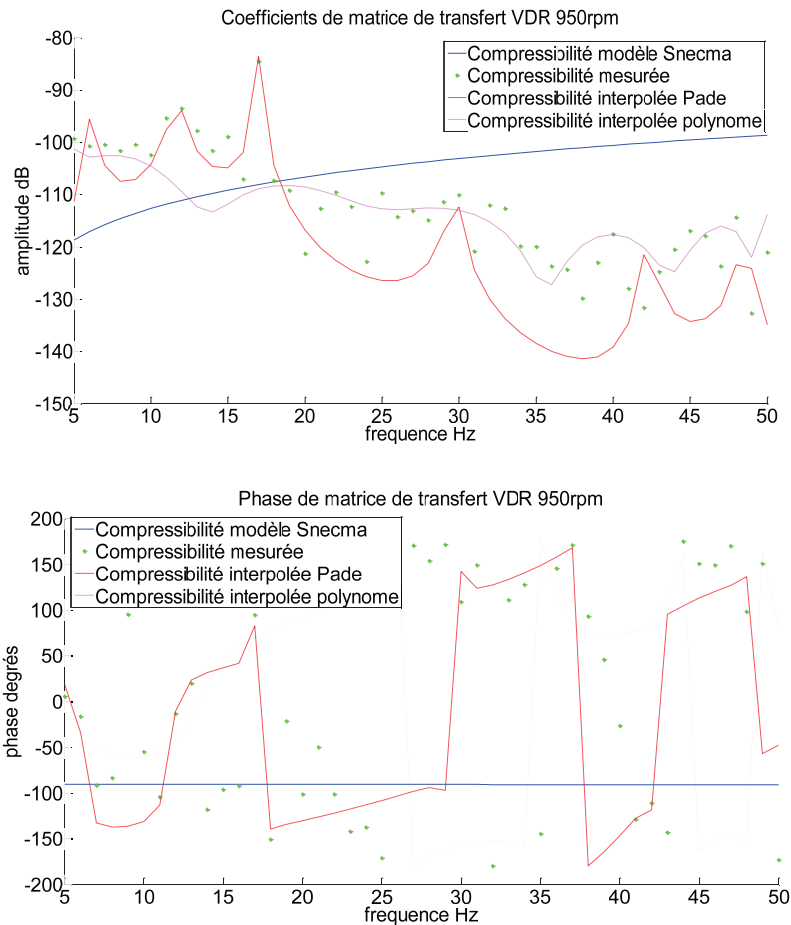 Coefficients de matrice de transfert VDR 950rpm
Compressibilité modèle Snecma
Compressibilité mesurée
Compressibilité interpolée Pade
Compressibilité interpolée polynome
amplitude dB
-80
-90
-100
-110
-120
-130
-140
-150
5
10
15
20
25
30
35
40
45
50
frequence Hz
Phase de matrice de transfert VDR 950rpm
Compressibilité modèle Snecma
Compressibilité mesurée
Compressibilité interpolée Pade
Compressibilité interpolée polynome
phase degrés
200
150
100
50
0
-50
-100
-150
-200
5
10
15
20
25
30
35
40
45
50
frequence Hz